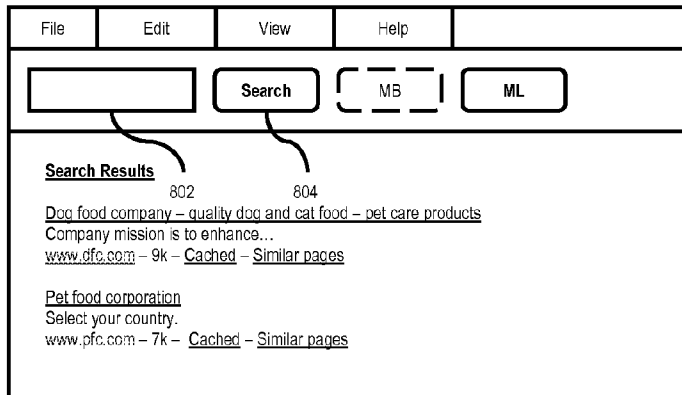 File Edit View Help
Search MB ML
Search Results
802 804
Dog food company – quality dog and cat food – pet care products
Company mission is to enhance...
www.dfc.com – 9k – Cached – Similar pages
Pet food corporation
Select your country.
www.pfc.com – 7k – Cached – Similar pages